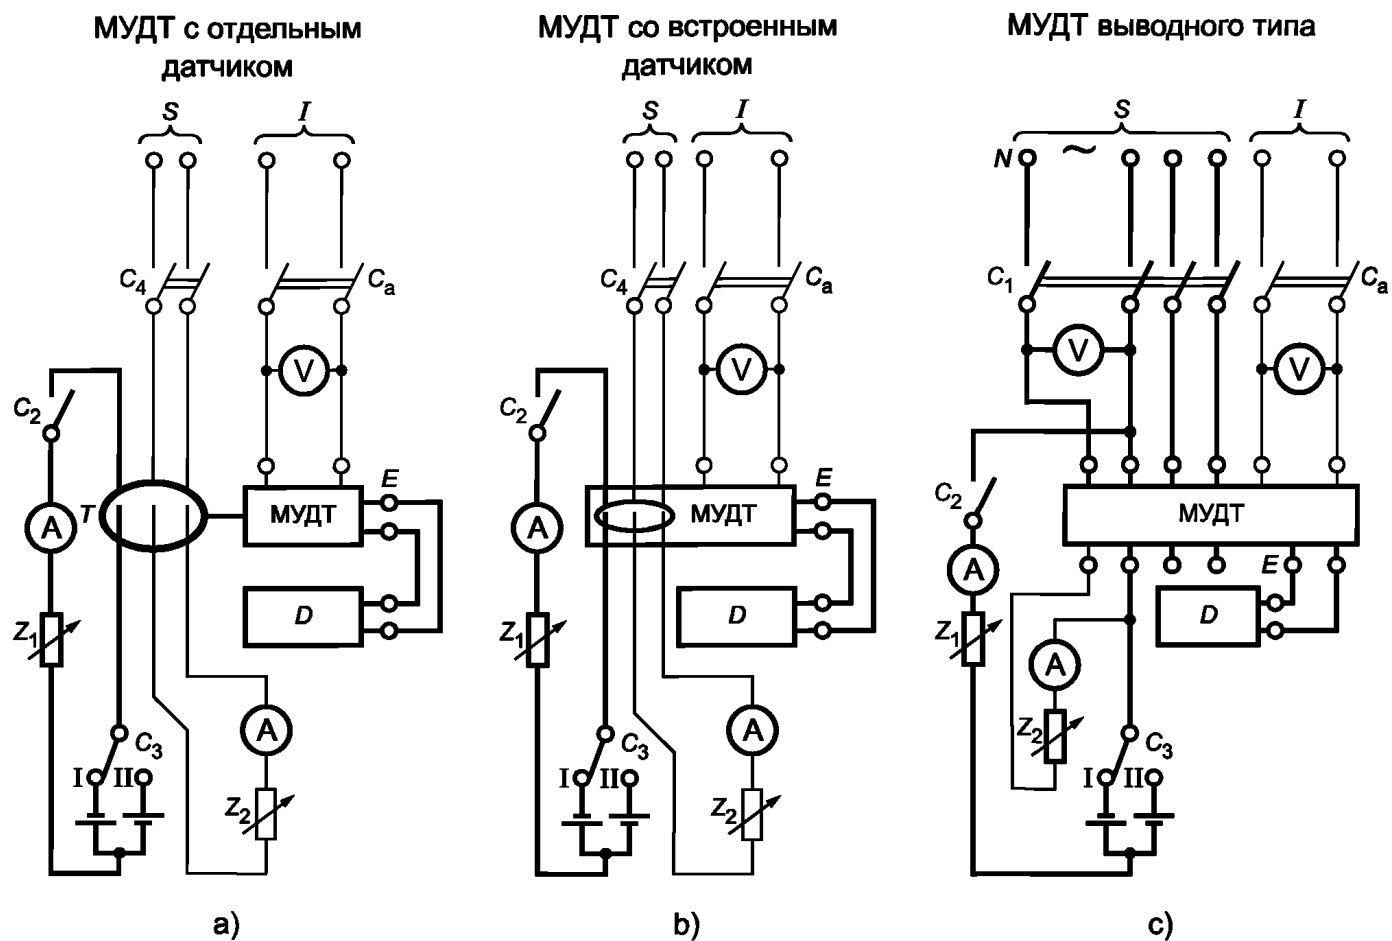 МУДТ с отдельным
датчиком
S
I
C4
Ca
V
C2
A
T
МУДТ
E
D
Z1
A
C3
I
II
Z2
a)
МУДТ со встроенным
датчиком
S
I
C4
Ca
V
C2
A
МУДТ
E
D
Z1
A
C3
I
II
Z2
b)
МУДТ выводного типа
S
I
N
~
C1
Ca
V
V
C2
МУДТ
A
E
D
Z1
A
Z2
C3
I
II
c)